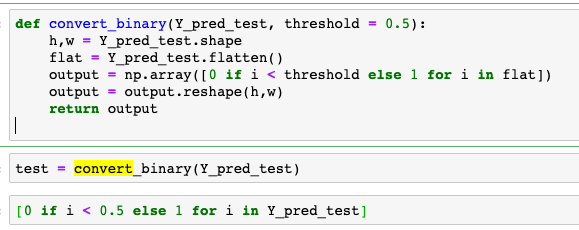 def convert_binary(Y_pred_test, threshold = 0.5):
    h,w = Y_pred_test.shape
    flat = Y_pred_test.flatten()
    output = np.array([0 if i < threshold else 1 for i in flat])
    output = output.reshape(h,w)
    return output
test = convert_binary(Y_pred_test)
[0 if i < 0.5 else 1 for i in Y_pred_test]